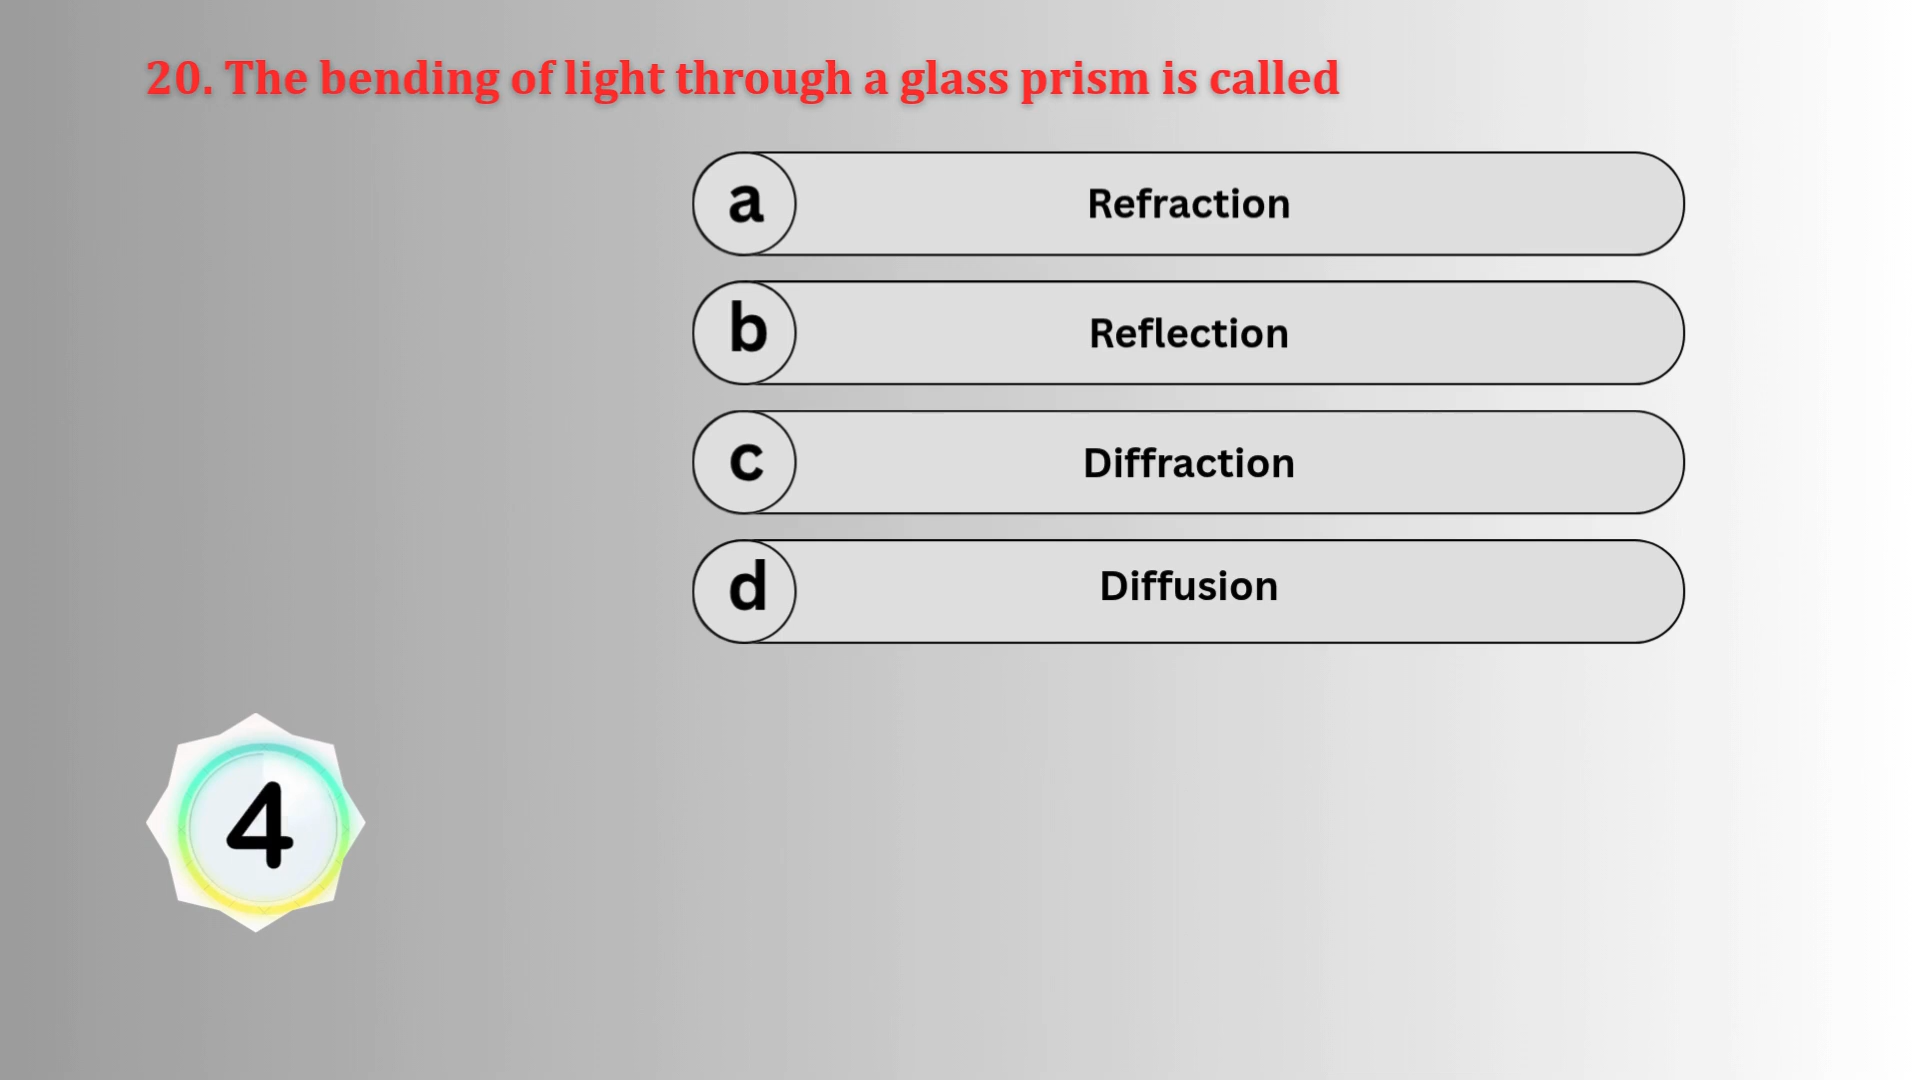 20. The bending of light through a glass prism is called
a Refraction
b Reflection
c Diffraction
d Diffusion
4